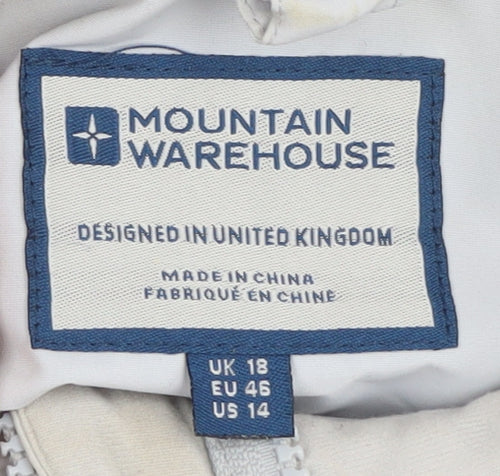 MOUNTAIN
WAREHOUSE
DESIGNED IN UNITED KINGDOM
MADE IN CHINA
FABRIQUÉ EN CHINE
UK 18
EU 46
US 14